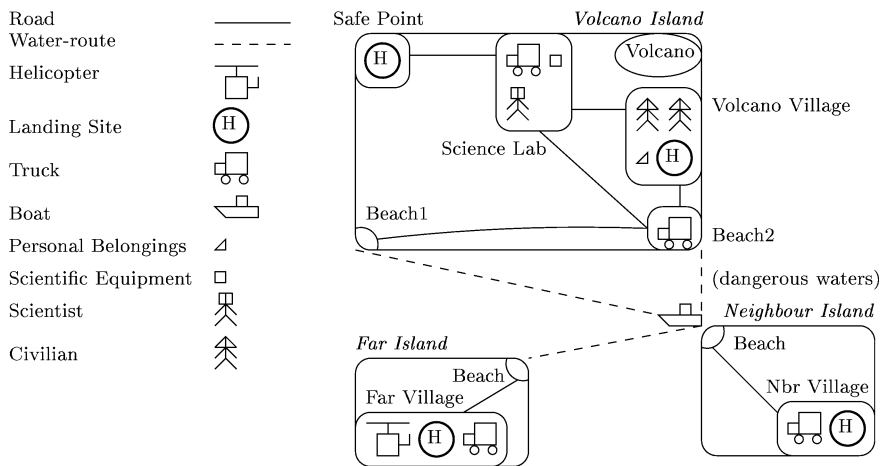 Road
Water-route
Helicopter
Landing Site
H
Truck
Boat
Personal Belongings
Scientific Equipment
Scientist
Civilian
Safe Point
Volcano Island
H
Volcano
Volcano Village
H
Science Lab
Beach1
Beach2
(dangerous waters)
Neighbour Island
Beach
Nbr Village
H
Far Island
Beach
Far Village
H